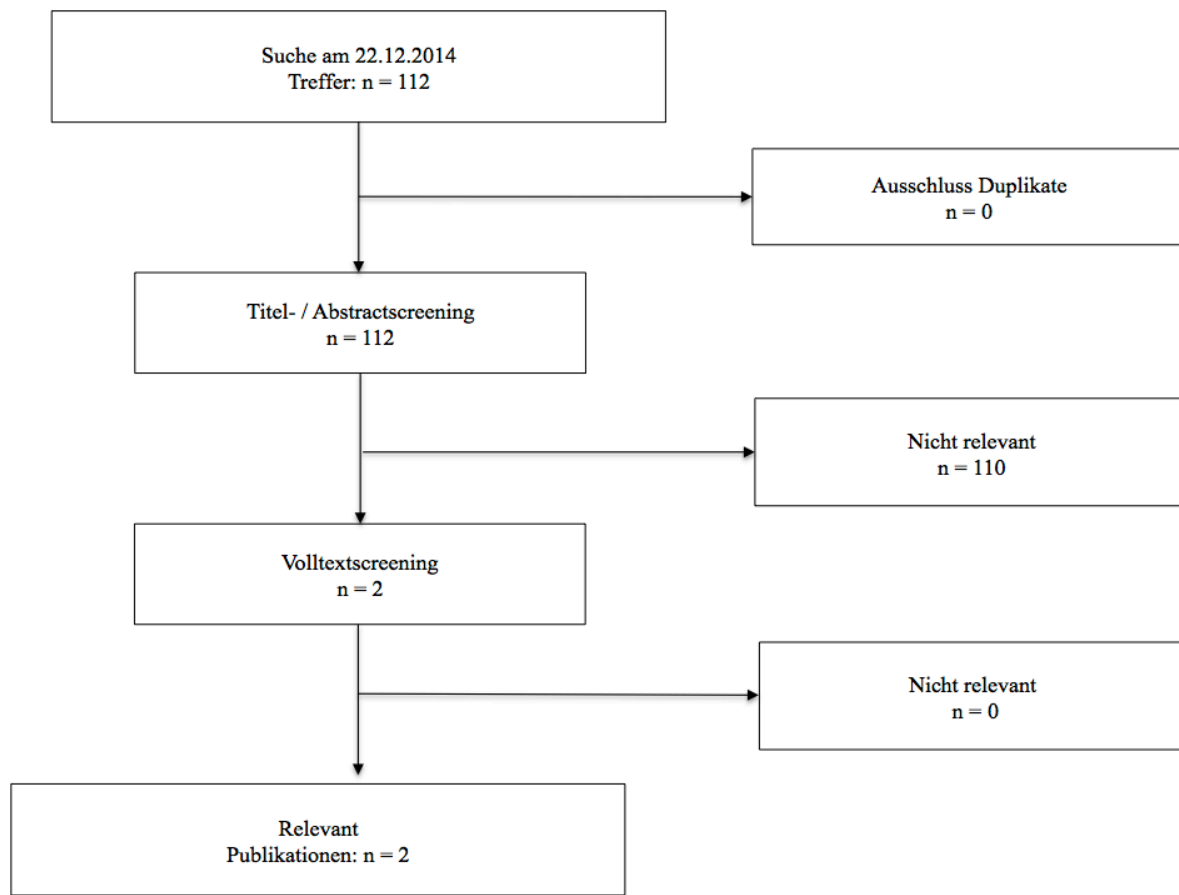 Suche am 22.12.2014
Treffer: n = 112
Ausschluss Duplikate
n = 0
Titel- / Abstractscreening
n = 112
Nicht relevant
n = 110
Volltextscreening
n = 2
Nicht relevant
n = 0
Relevant
Publikationen: n = 2